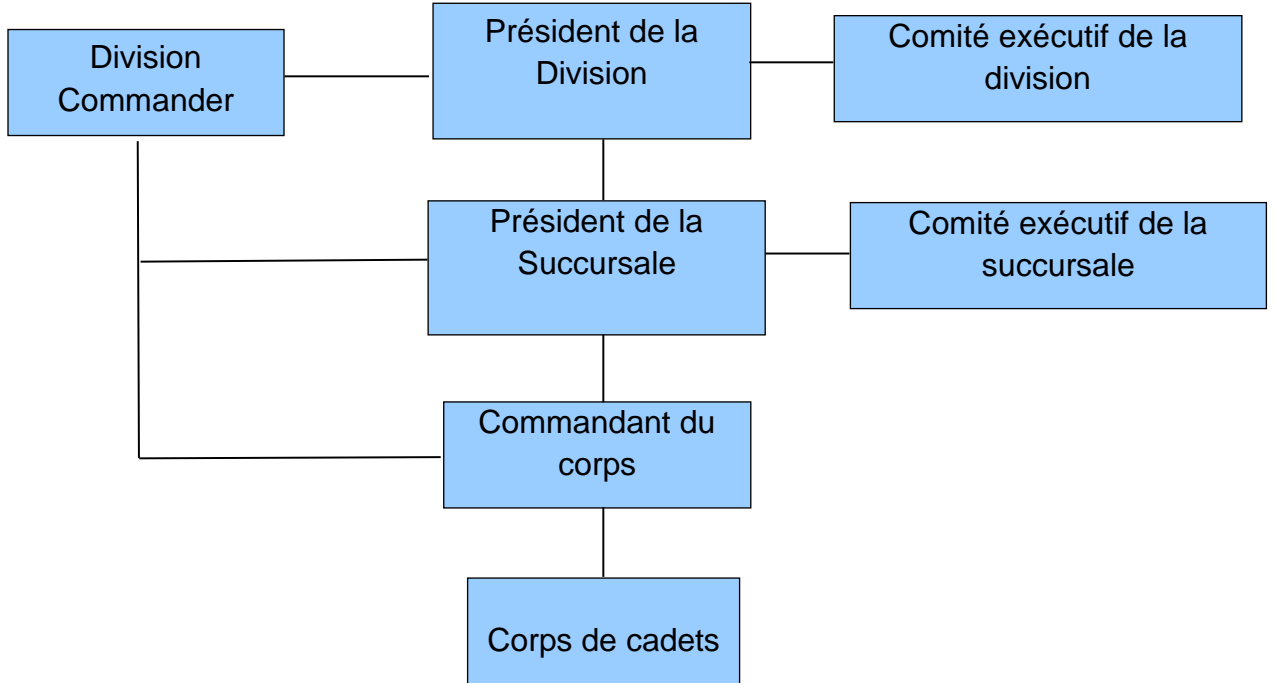 Division
Commander
Président de la
Division
Comité exécutif de la
division
Président de la
Succursale
Comité exécutif de la
succursale
Commandant du
corps
Corps de cadets